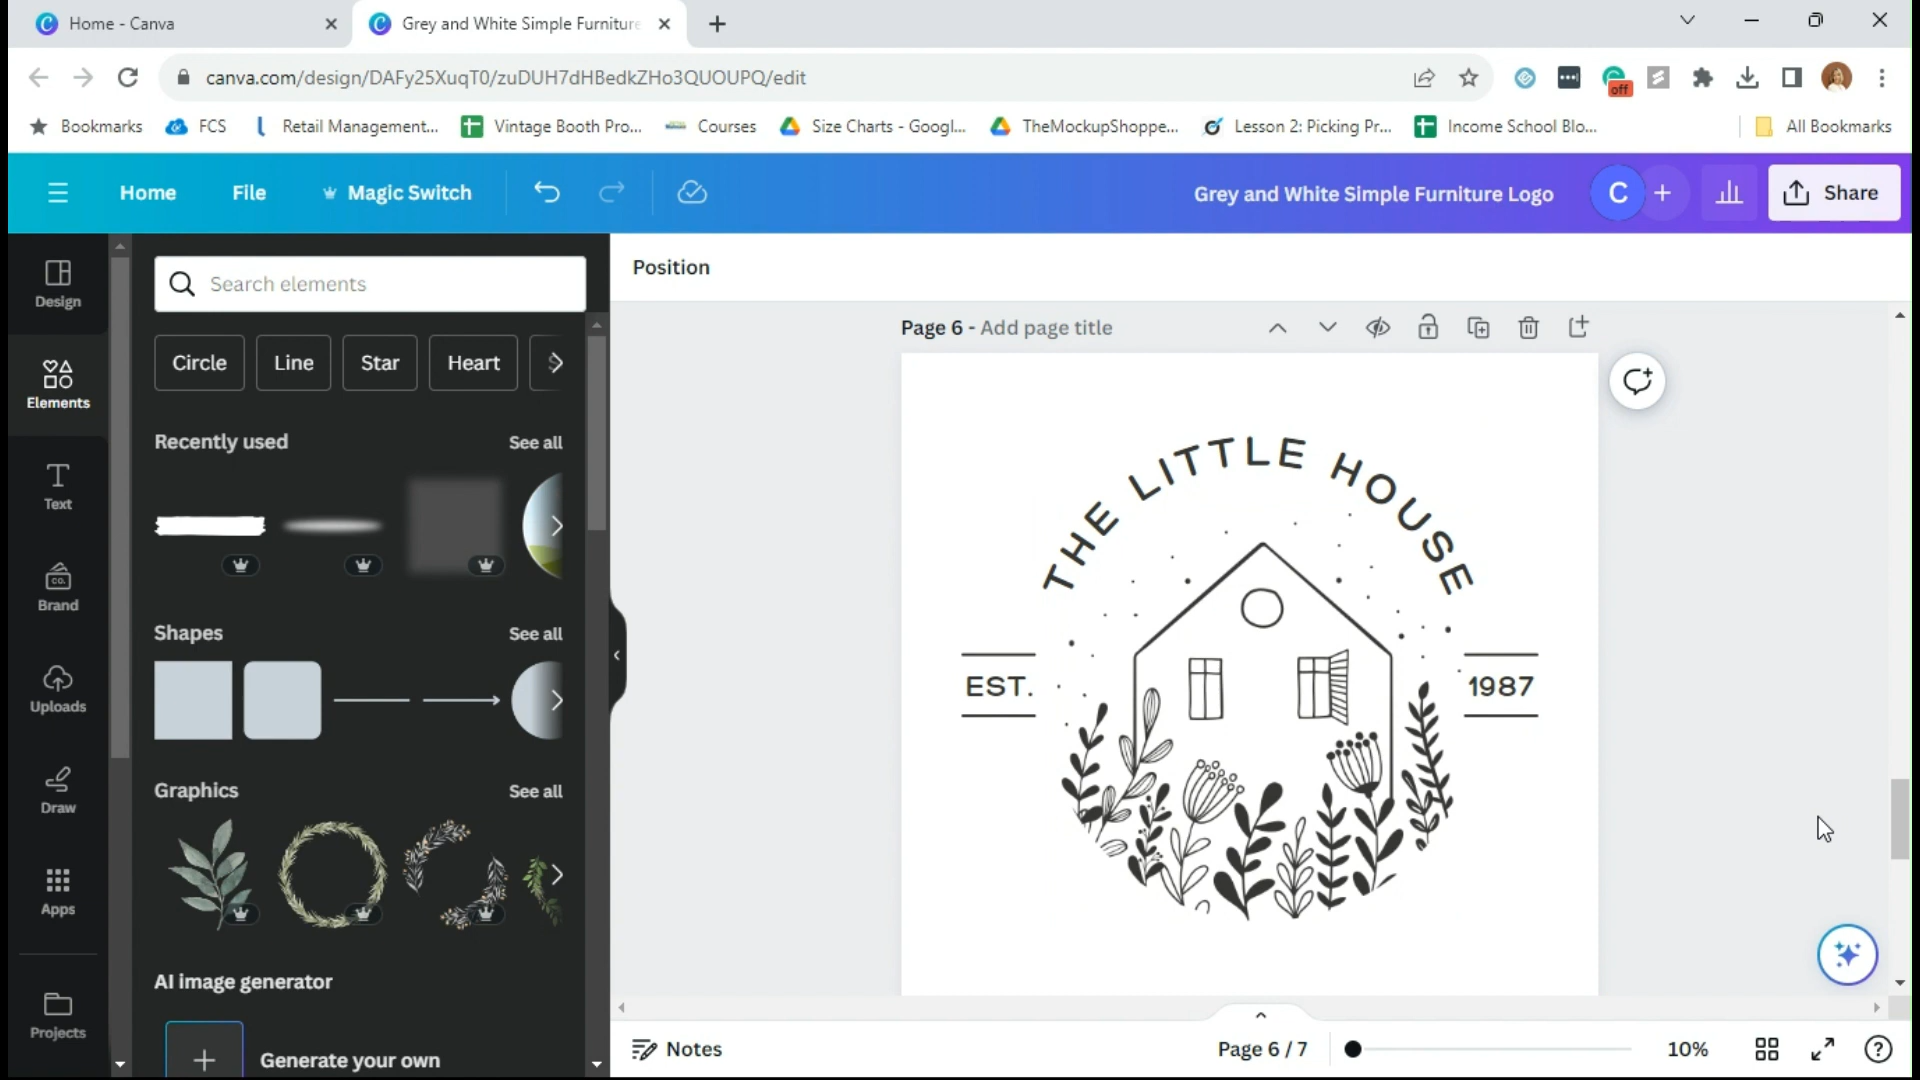 Home - Canva
Grey and White Simple Furniture
canva.com/design/DAFy25XuqT0/zuDUH7dHBedkZHo3QUOUPQ/edit
off
Bookmarks
FCS
Retail Management...
Vintage Booth Pro...
Courses
Size Charts - Googl...
TheMockupShoppe...
Lesson 2: Picking Pr...
Income School Blo...
All Bookmarks
Home
File
Magic Switch
Grey and White Simple Furniture Logo
C
Share
Design
Elements
Text
Brand
CO.
Uploads
Draw
Apps
Projects
Search elements
Circle
Line
Star
Heart
Recently used
See all
Shapes
See all
Graphics
See all
AI image generator
Generate your own
Position
Page 6 - Add page title
THE LITTLE HOUSE
EST.
1987
Notes
Page 6 / 7
10%